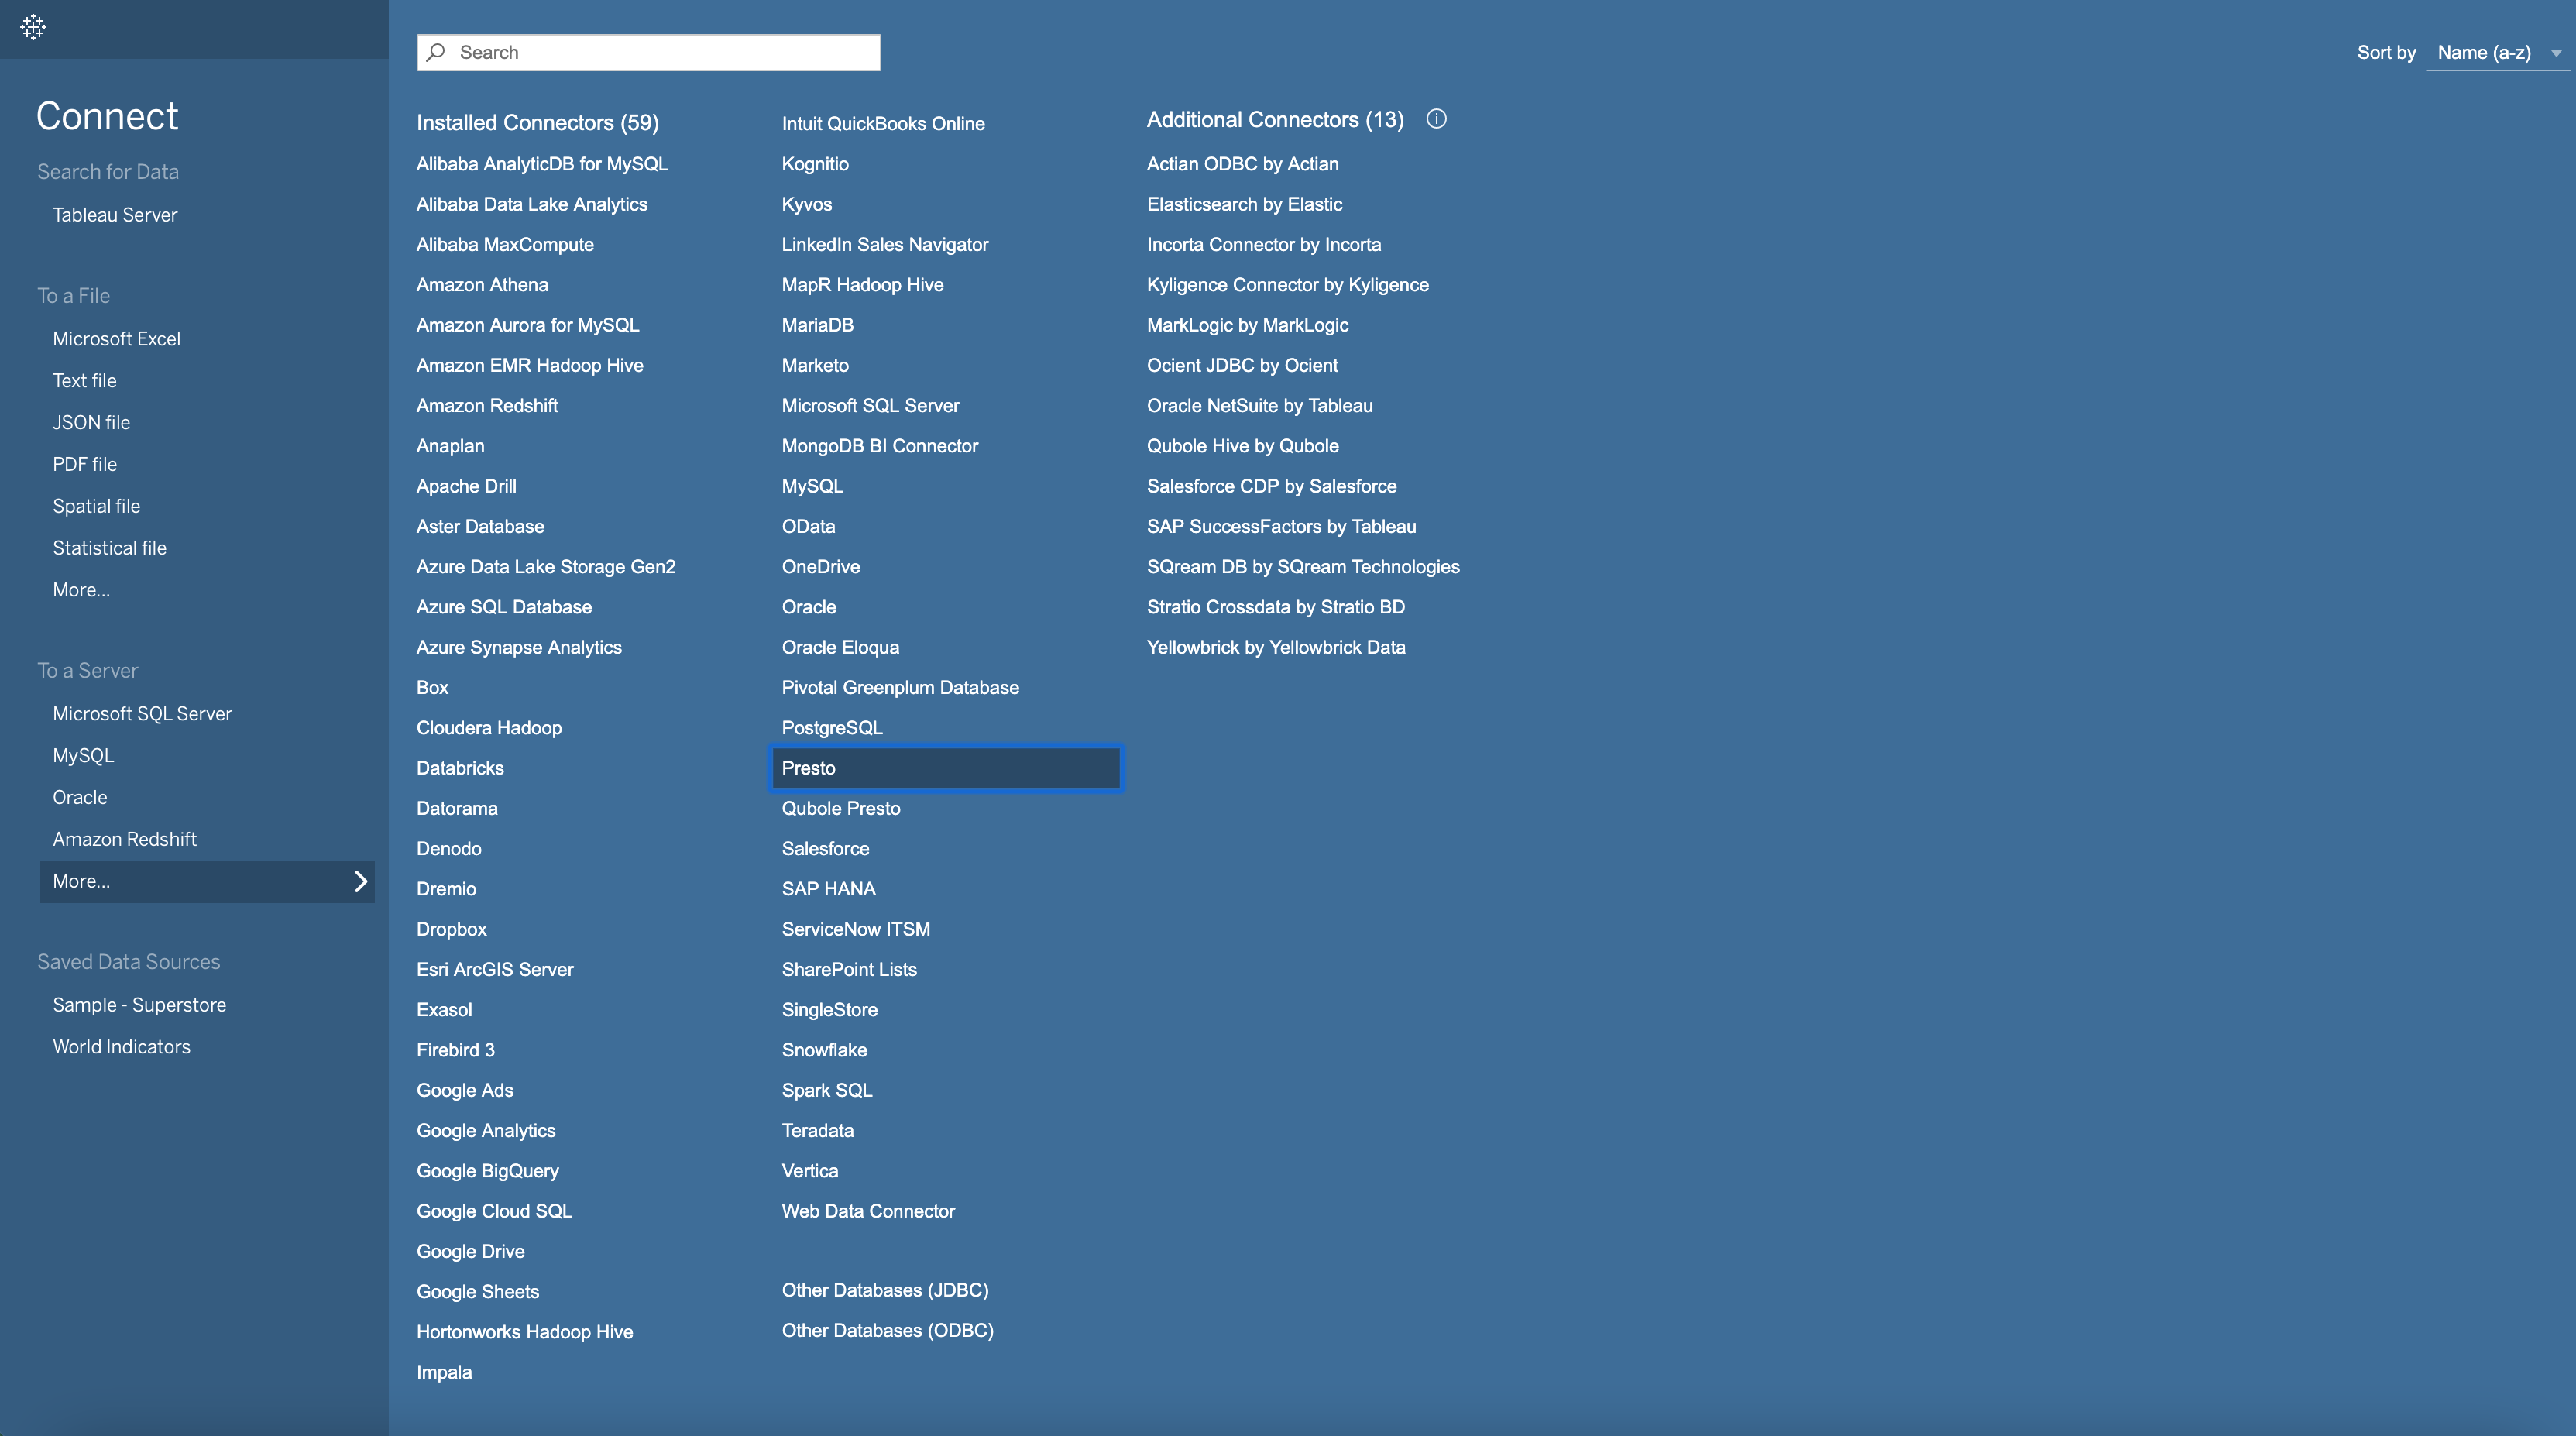 Connect
Search for Data
Tableau Server
To a File
Microsoft Excel
Text file
JSON file
PDF file
Spatial file
Statistical file
More...
To a Server
Microsoft SQL Server
MySQL
Oracle
Amazon Redshift
More...
Saved Data Sources
Sample - Superstore
World Indicators
Search
Sort by Name (a-z)
Installed Connectors (59)
Alibaba AnalyticDB for MySQL
Alibaba Data Lake Analytics
Alibaba MaxCompute
Amazon Athena
Amazon Aurora for MySQL
Amazon EMR Hadoop Hive
Amazon Redshift
Anaplan
Apache Drill
Aster Database
Azure Data Lake Storage Gen2
Azure SQL Database
Azure Synapse Analytics
Box
Cloudera Hadoop
Databricks
Datorama
Denodo
Dremio
Dropbox
Esri ArcGIS Server
Exasol
Firebird 3
Google Ads
Google Analytics
Google BigQuery
Google Cloud SQL
Google Drive
Google Sheets
Hortonworks Hadoop Hive
Impala
Intuit QuickBooks Online
Kognitio
Kyvos
LinkedIn Sales Navigator
MapR Hadoop Hive
MariaDB
Marketo
Microsoft SQL Server
MongoDB BI Connector
MySQL
OData
OneDrive
Oracle
Oracle Eloqua
Pivotal Greenplum Database
PostgreSQL
Presto
Qubole Presto
Salesforce
SAP HANA
ServiceNow ITSM
SharePoint Lists
SingleStore
Snowflake
Spark SQL
Teradata
Vertica
Web Data Connector
Other Databases (JDBC)
Other Databases (ODBC)
Additional Connectors (13)
Actian ODBC by Actian
Elasticsearch by Elastic
Incorta Connector by Incorta
Kyligence Connector by Kyligence
MarkLogic by MarkLogic
Ocient JDBC by Ocient
Oracle NetSuite by Tableau
Qubole Hive by Qubole
Salesforce CDP by Salesforce
SAP SuccessFactors by Tableau
SQream DB by SQream Technologies
Stratio Crossdata by Stratio BD
Yellowbrick by Yellowbrick Data